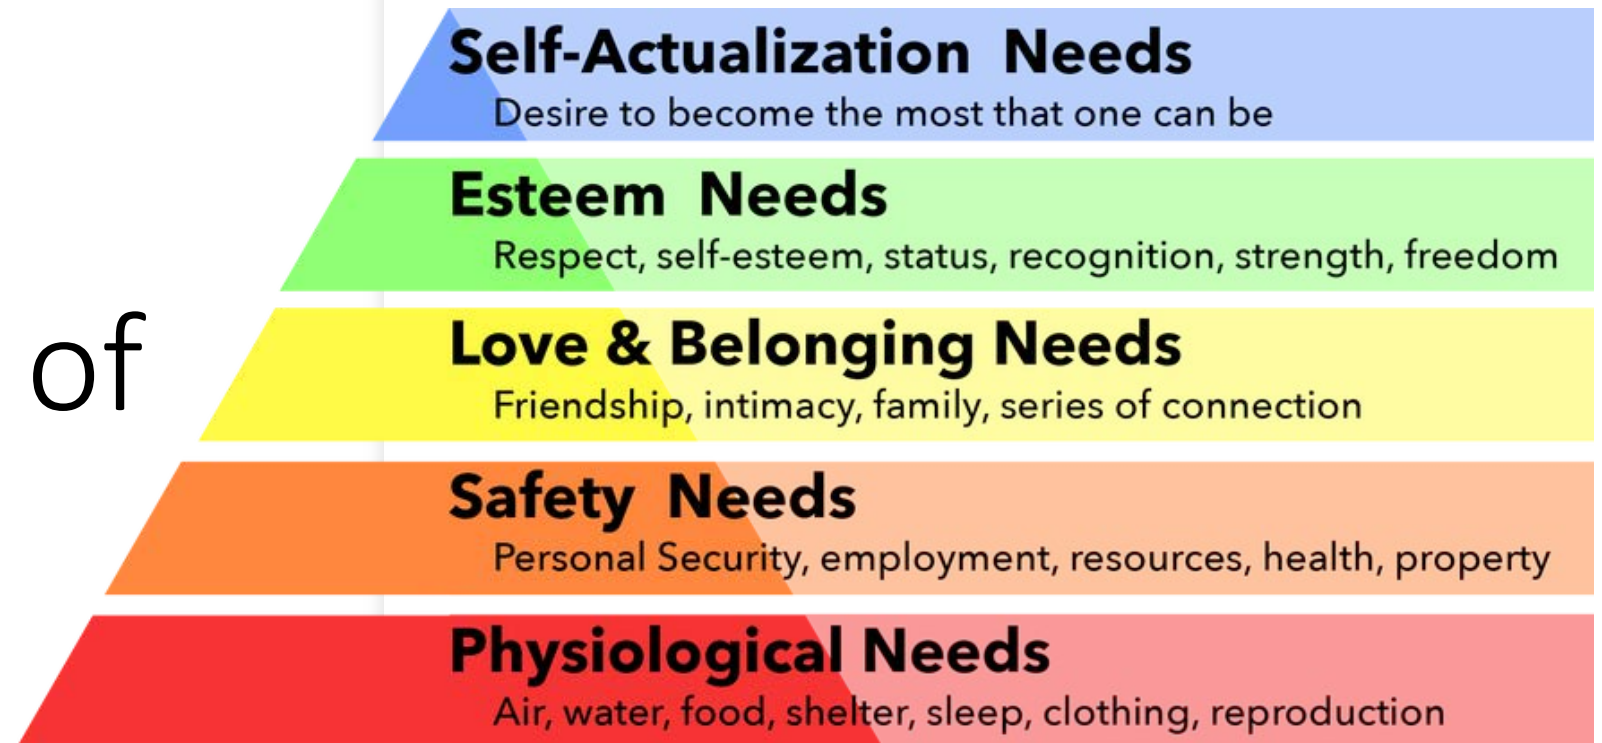 Self-Actualization Needs
Desire to become the most that one can be
Esteem Needs
Respect, self-esteem, status, recognition, strength, freedom
of
Love & Belonging Needs
Friendship, intimacy, family, series of connection
Safety Needs
Personal Security, employment, resources, health, property
Physiological Needs
Air, water, food, shelter, sleep, clothing, reproduction